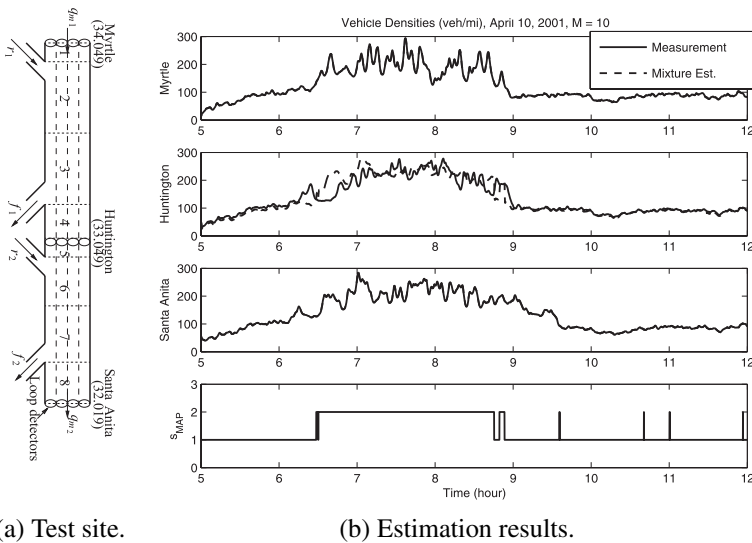 q_m1
r_1
Myrtle
(34.049)
1
2
3
f_1
4
Huntington
(33.049)
5
r_2
6
7
f_2
8
Santa Anita
(32.019)
q_m2
Loop detectors
(a) Test site.
Vehicle Densities (veh/mi), April 10, 2001, M = 10
Measurement
Mixture Est.
Myrtle
300
200
100
0
5 6 7 8 9 10 11 12
Huntington
300
200
100
0
5 6 7 8 9 10 11 12
Santa Anita
300
200
100
0
5 6 7 8 9 10 11 12
s_MAP
3
2
1
0
5 6 7 8 9 10 11 12
Time (hour)
(b) Estimation results.